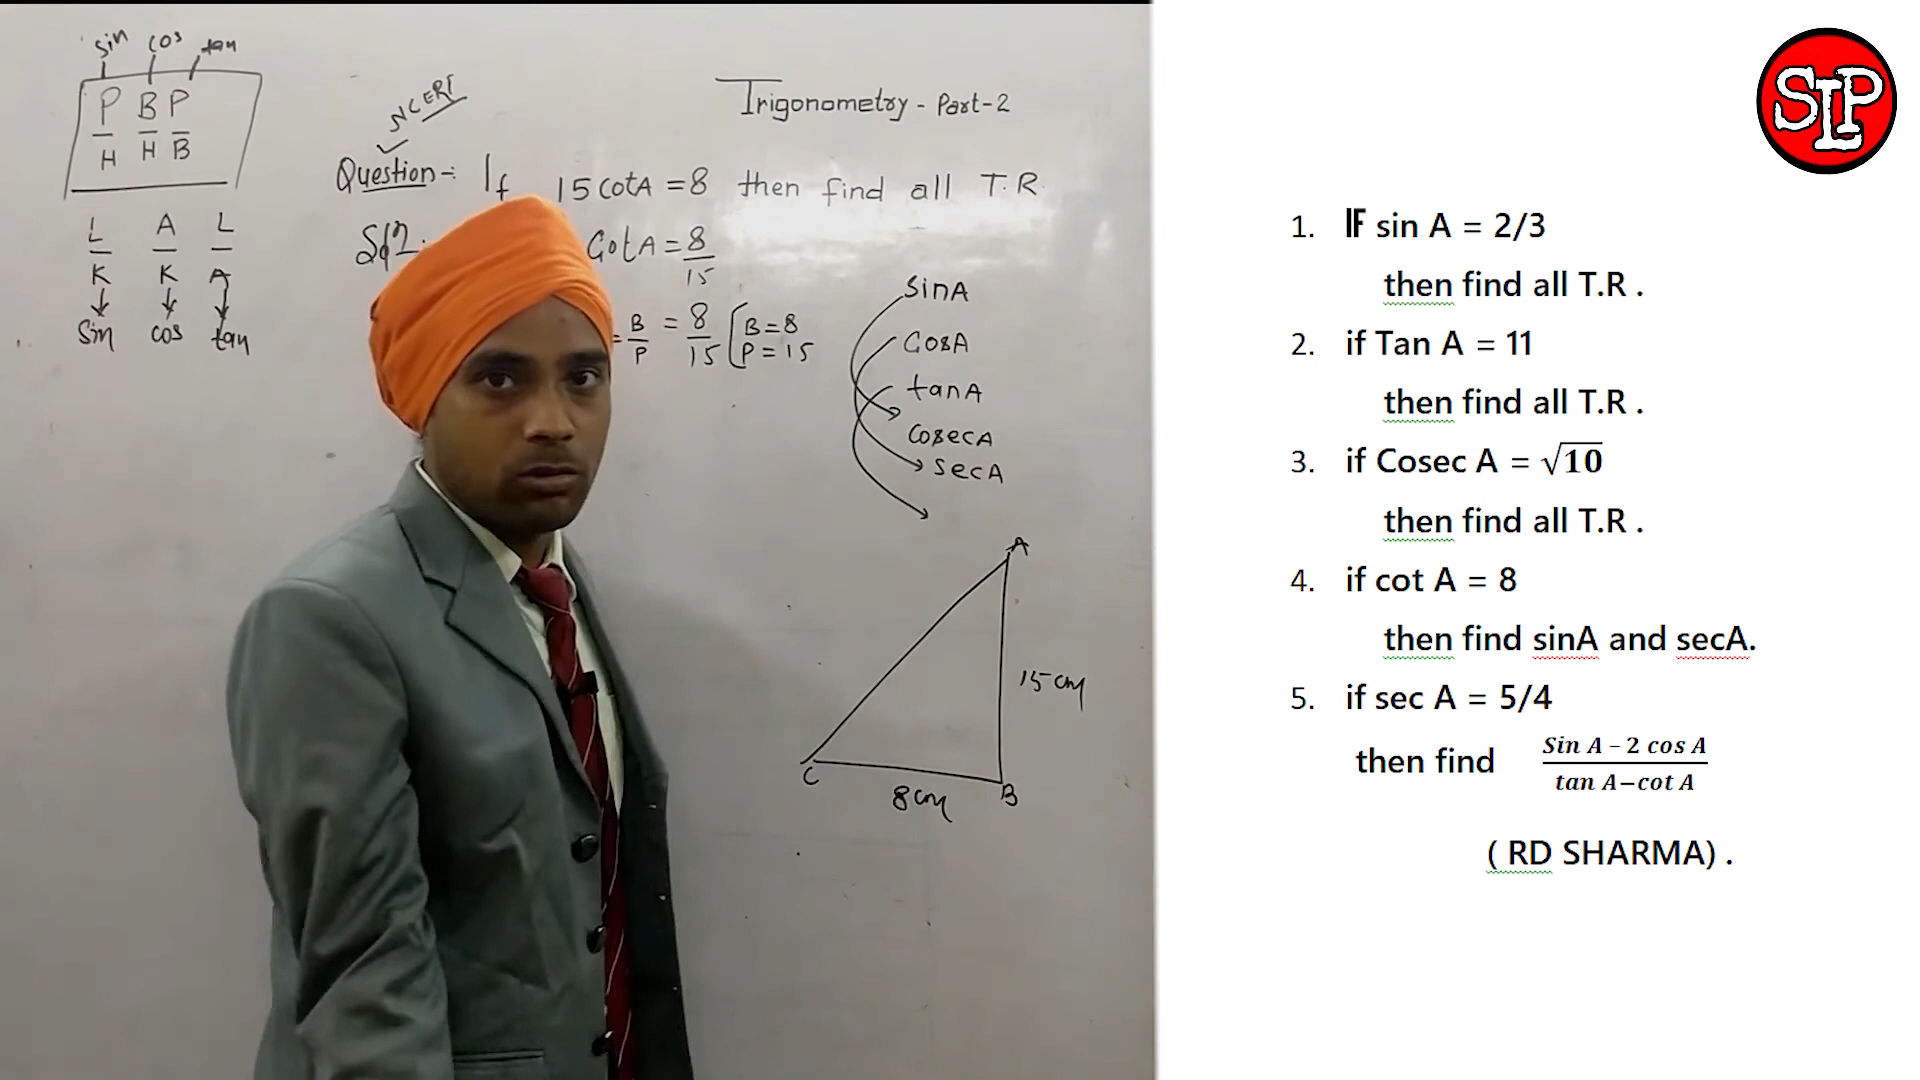 sin cos tan
P B P
H H B
L A L
K K A
Sin cos tan
NCERT
Trigonometry - Part-2
Question-: If 15 cotA = 8 then find all T.R.
Sol. CotA = 8
15
= B = 8 B = 8
P 15 P = 15
SinA
CosA
tanA
CosecA
secA
A
15 cm
C
8 cm B
SLP
1. IF sin A = 2/3
then find all T.R .
2. if Tan A = 11
then find all T.R .
3. if Cosec A = √10
then find all T.R .
4. if cot A = 8
then find sinA and secA.
5. if sec A = 5/4
then find Sin A – 2 cos A
tan A–cot A
( RD SHARMA) .